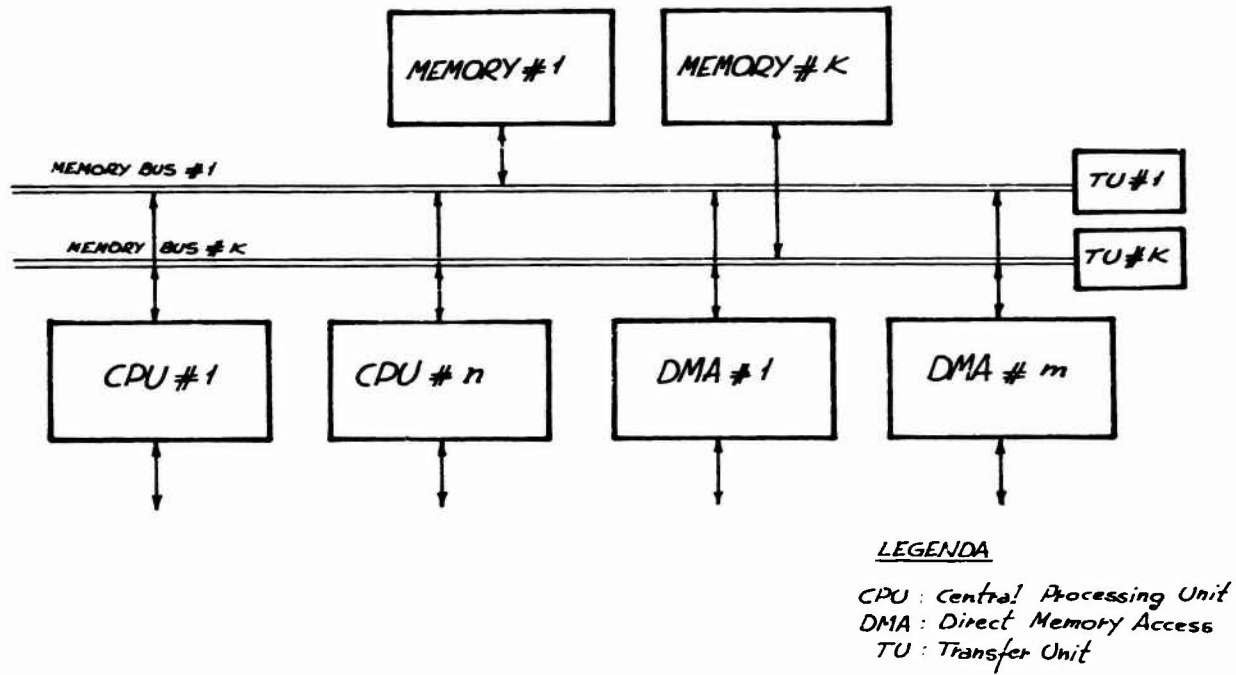 MEMORY # 1
MEMORY # K
MEMORY BUS # 1
TU # 1
MEMORY BUS # K
TU # K
CPU # 1
CPU # n
DMA # 1
DMA # m
LEGENDA
CPU : Central Processing Unit
DMA : Direct Memory Access
TU : Transfer Unit